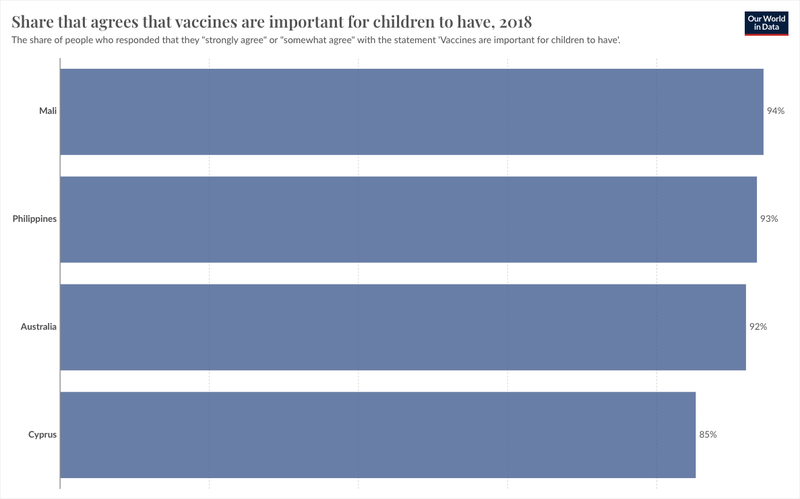 Share that agrees that vaccines are important for children to have, 2018
Our World
in Data
The share of people who responded that they "strongly agree" or "somewhat agree" with the statement 'Vaccines are important for children to have'.
Mali
94%
Philippines
93%
Australia
92%
Cyprus
85%